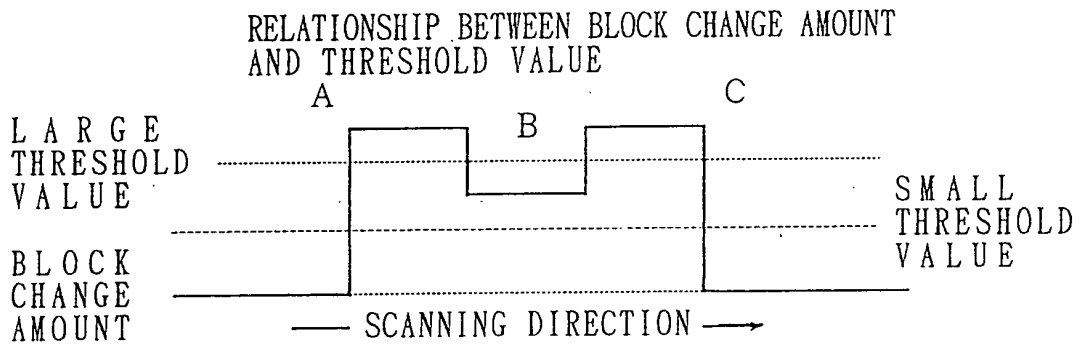 RELATIONSHIP BETWEEN BLOCK CHANGE AMOUNT
AND THRESHOLD VALUE
A
B
C
LARGE
THRESHOLD
VALUE
SMALL
THRESHOLD
VALUE
BLOCK
CHANGE
AMOUNT
SCANNING DIRECTION